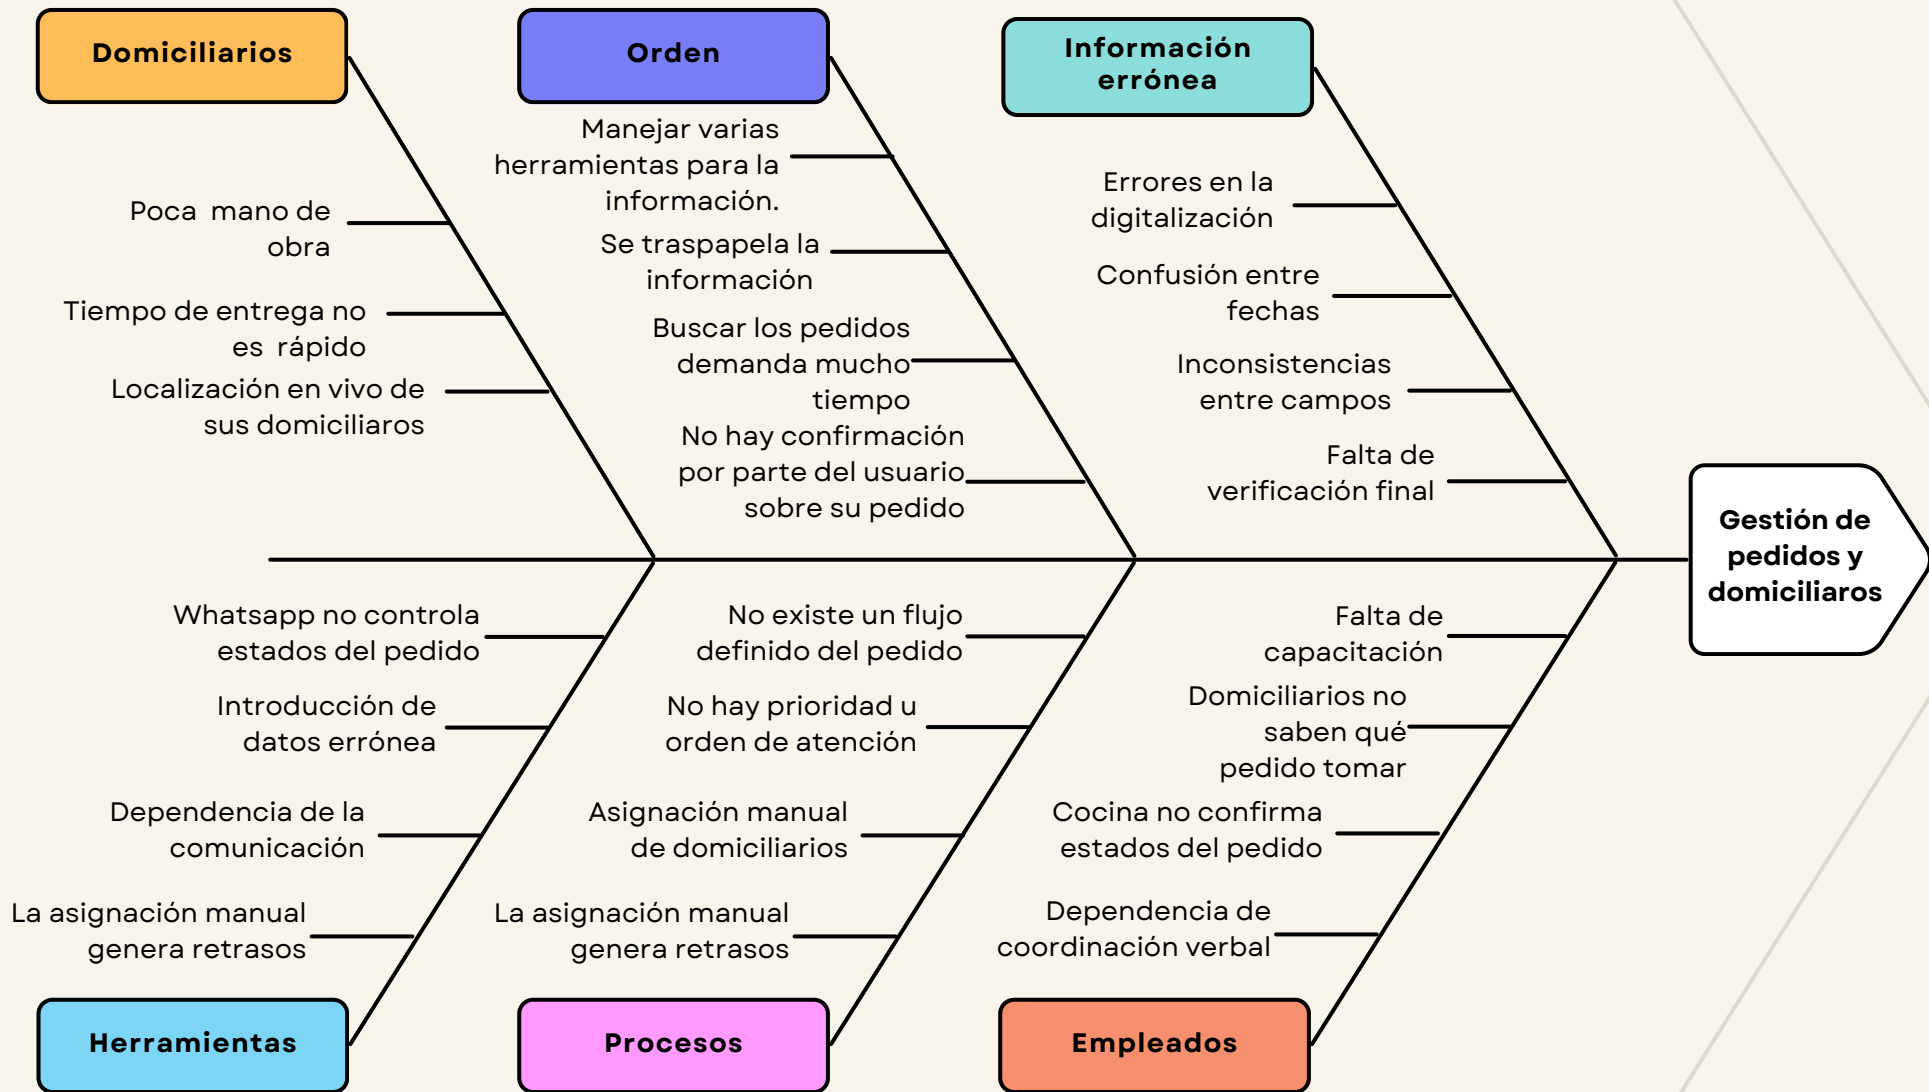 Domiciliarios
Poca mano de
obra
Tiempo de entrega no
es rápido
Localización en vivo de
sus domiciliaros
Orden
Manejar varias
herramientas para la
información.
Se traspapela la
información
Buscar los pedidos
demanda mucho
tiempo
No hay confirmación
por parte del usuario
sobre su pedido
Información
errónea
Errores en la
digitalización
Confusión entre
fechas
Inconsistencias
entre campos
Falta de
verificación final
Gestión de
pedidos y
domiciliaros
Whatsapp no controla
estados del pedido
Introducción de
datos errónea
Dependencia de la
comunicación
La asignación manual
genera retrasos
Herramientas
No existe un flujo
definido del pedido
No hay prioridad u
orden de atención
Asignación manual
de domiciliarios
La asignación manual
genera retrasos
Procesos
Falta de
capacitación
Domiciliarios no
saben qué
pedido tomar
Cocina no confirma
estados del pedido
Dependencia de
coordinación verbal
Empleados